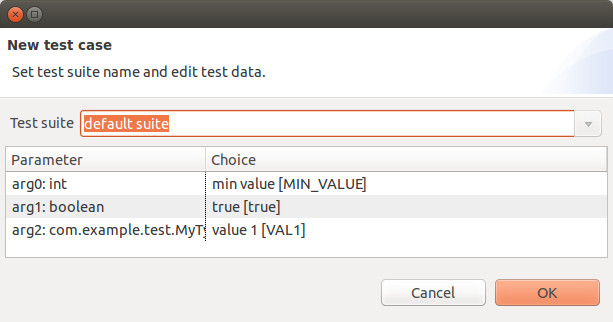 New test case
Set test suite name and edit test data.
Test suite default suite
Parameter Choice
arg0: int min value [MIN_VALUE]
arg1: boolean true [true]
arg2: com.example.test.MyTy value 1 [VAL1]
Cancel OK